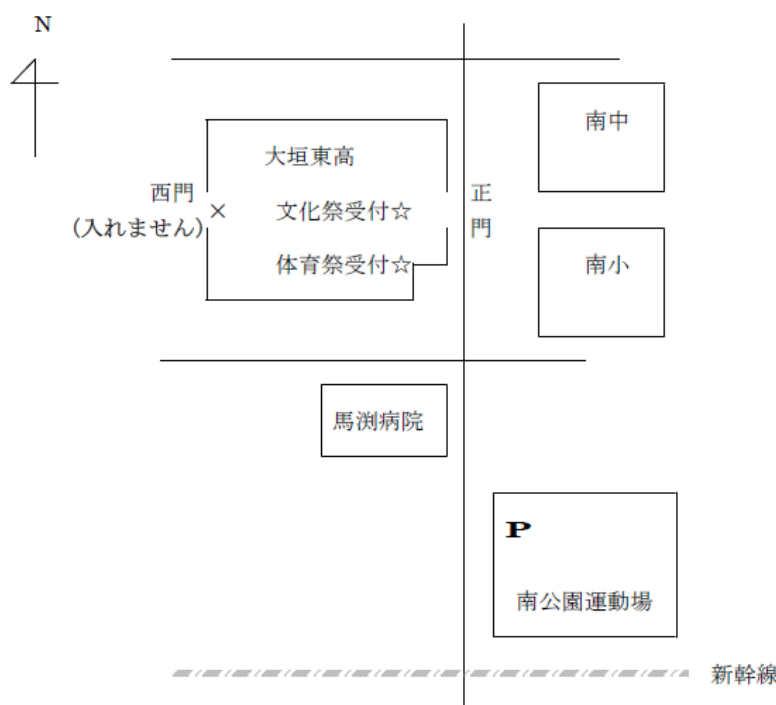 N
南中
大垣東高
西門
(入れません)
×
文化祭受付☆
正門
体育祭受付☆
南小
馬渕病院
P
南公園運動場
新幹線